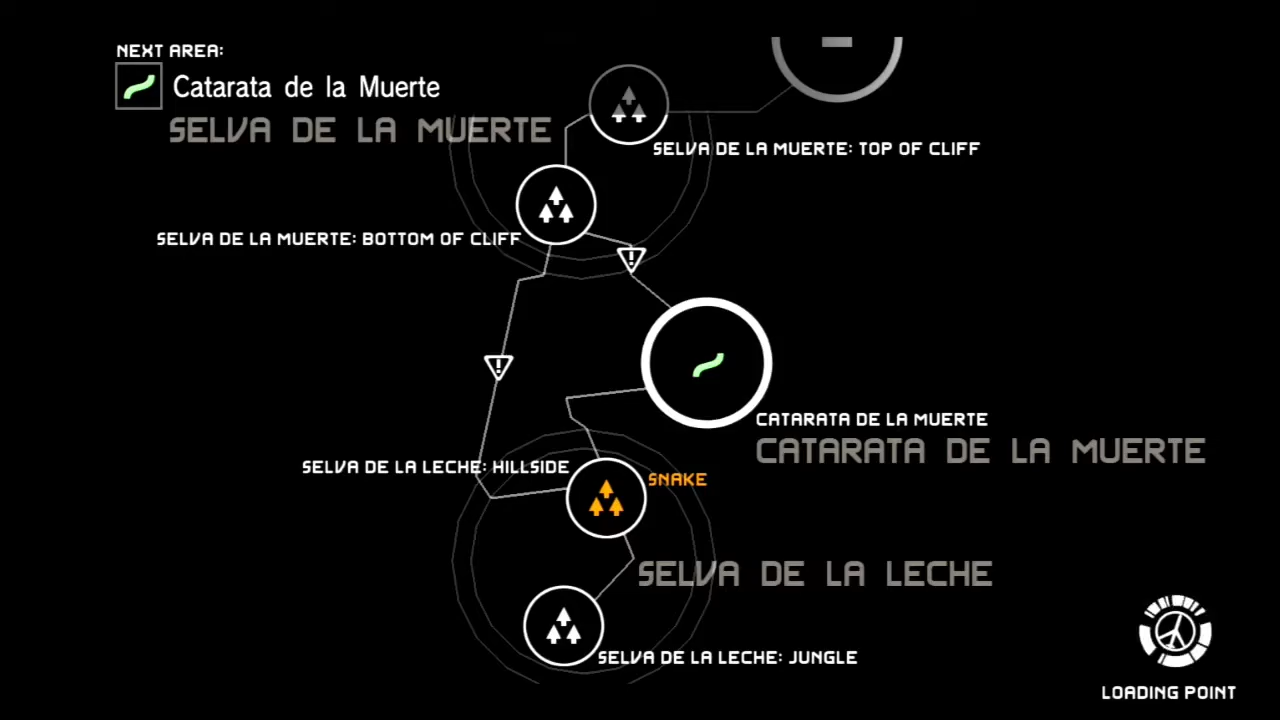 NEXT AREA:
Catarata de la Muerte
SELVA DE LA MUERTE
SELVA DE LA MUERTE: TOP OF CLIFF
SELVA DE LA MUERTE: BOTTOM OF CLIFF
CATARATA DE LA MUERTE
CATARATA DE LA MUERTE
SELVA DE LA LECHE: HILLSIDE
SNAKE
SELVA DE LA LECHE
SELVA DE LA LECHE: JUNGLE
LOADING POINT